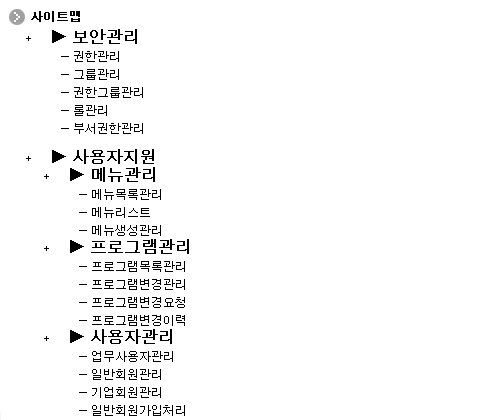 사이트맵
+ ▶ 보안관리
– 권한관리
– 그룹관리
– 권한그룹관리
– 롤관리
– 부서권한관리
+ ▶ 사용자지원
+ ▶ 메뉴관리
– 메뉴목록관리
– 메뉴리스트
– 메뉴생성관리
+ ▶ 프로그램관리
– 프로그램목록관리
– 프로그램변경관리
– 프로그램변경요청
– 프로그램변경이력
+ ▶ 사용자관리
– 업무사용자관리
– 일반회원관리
– 기업회원관리
– 일반회원가입처리